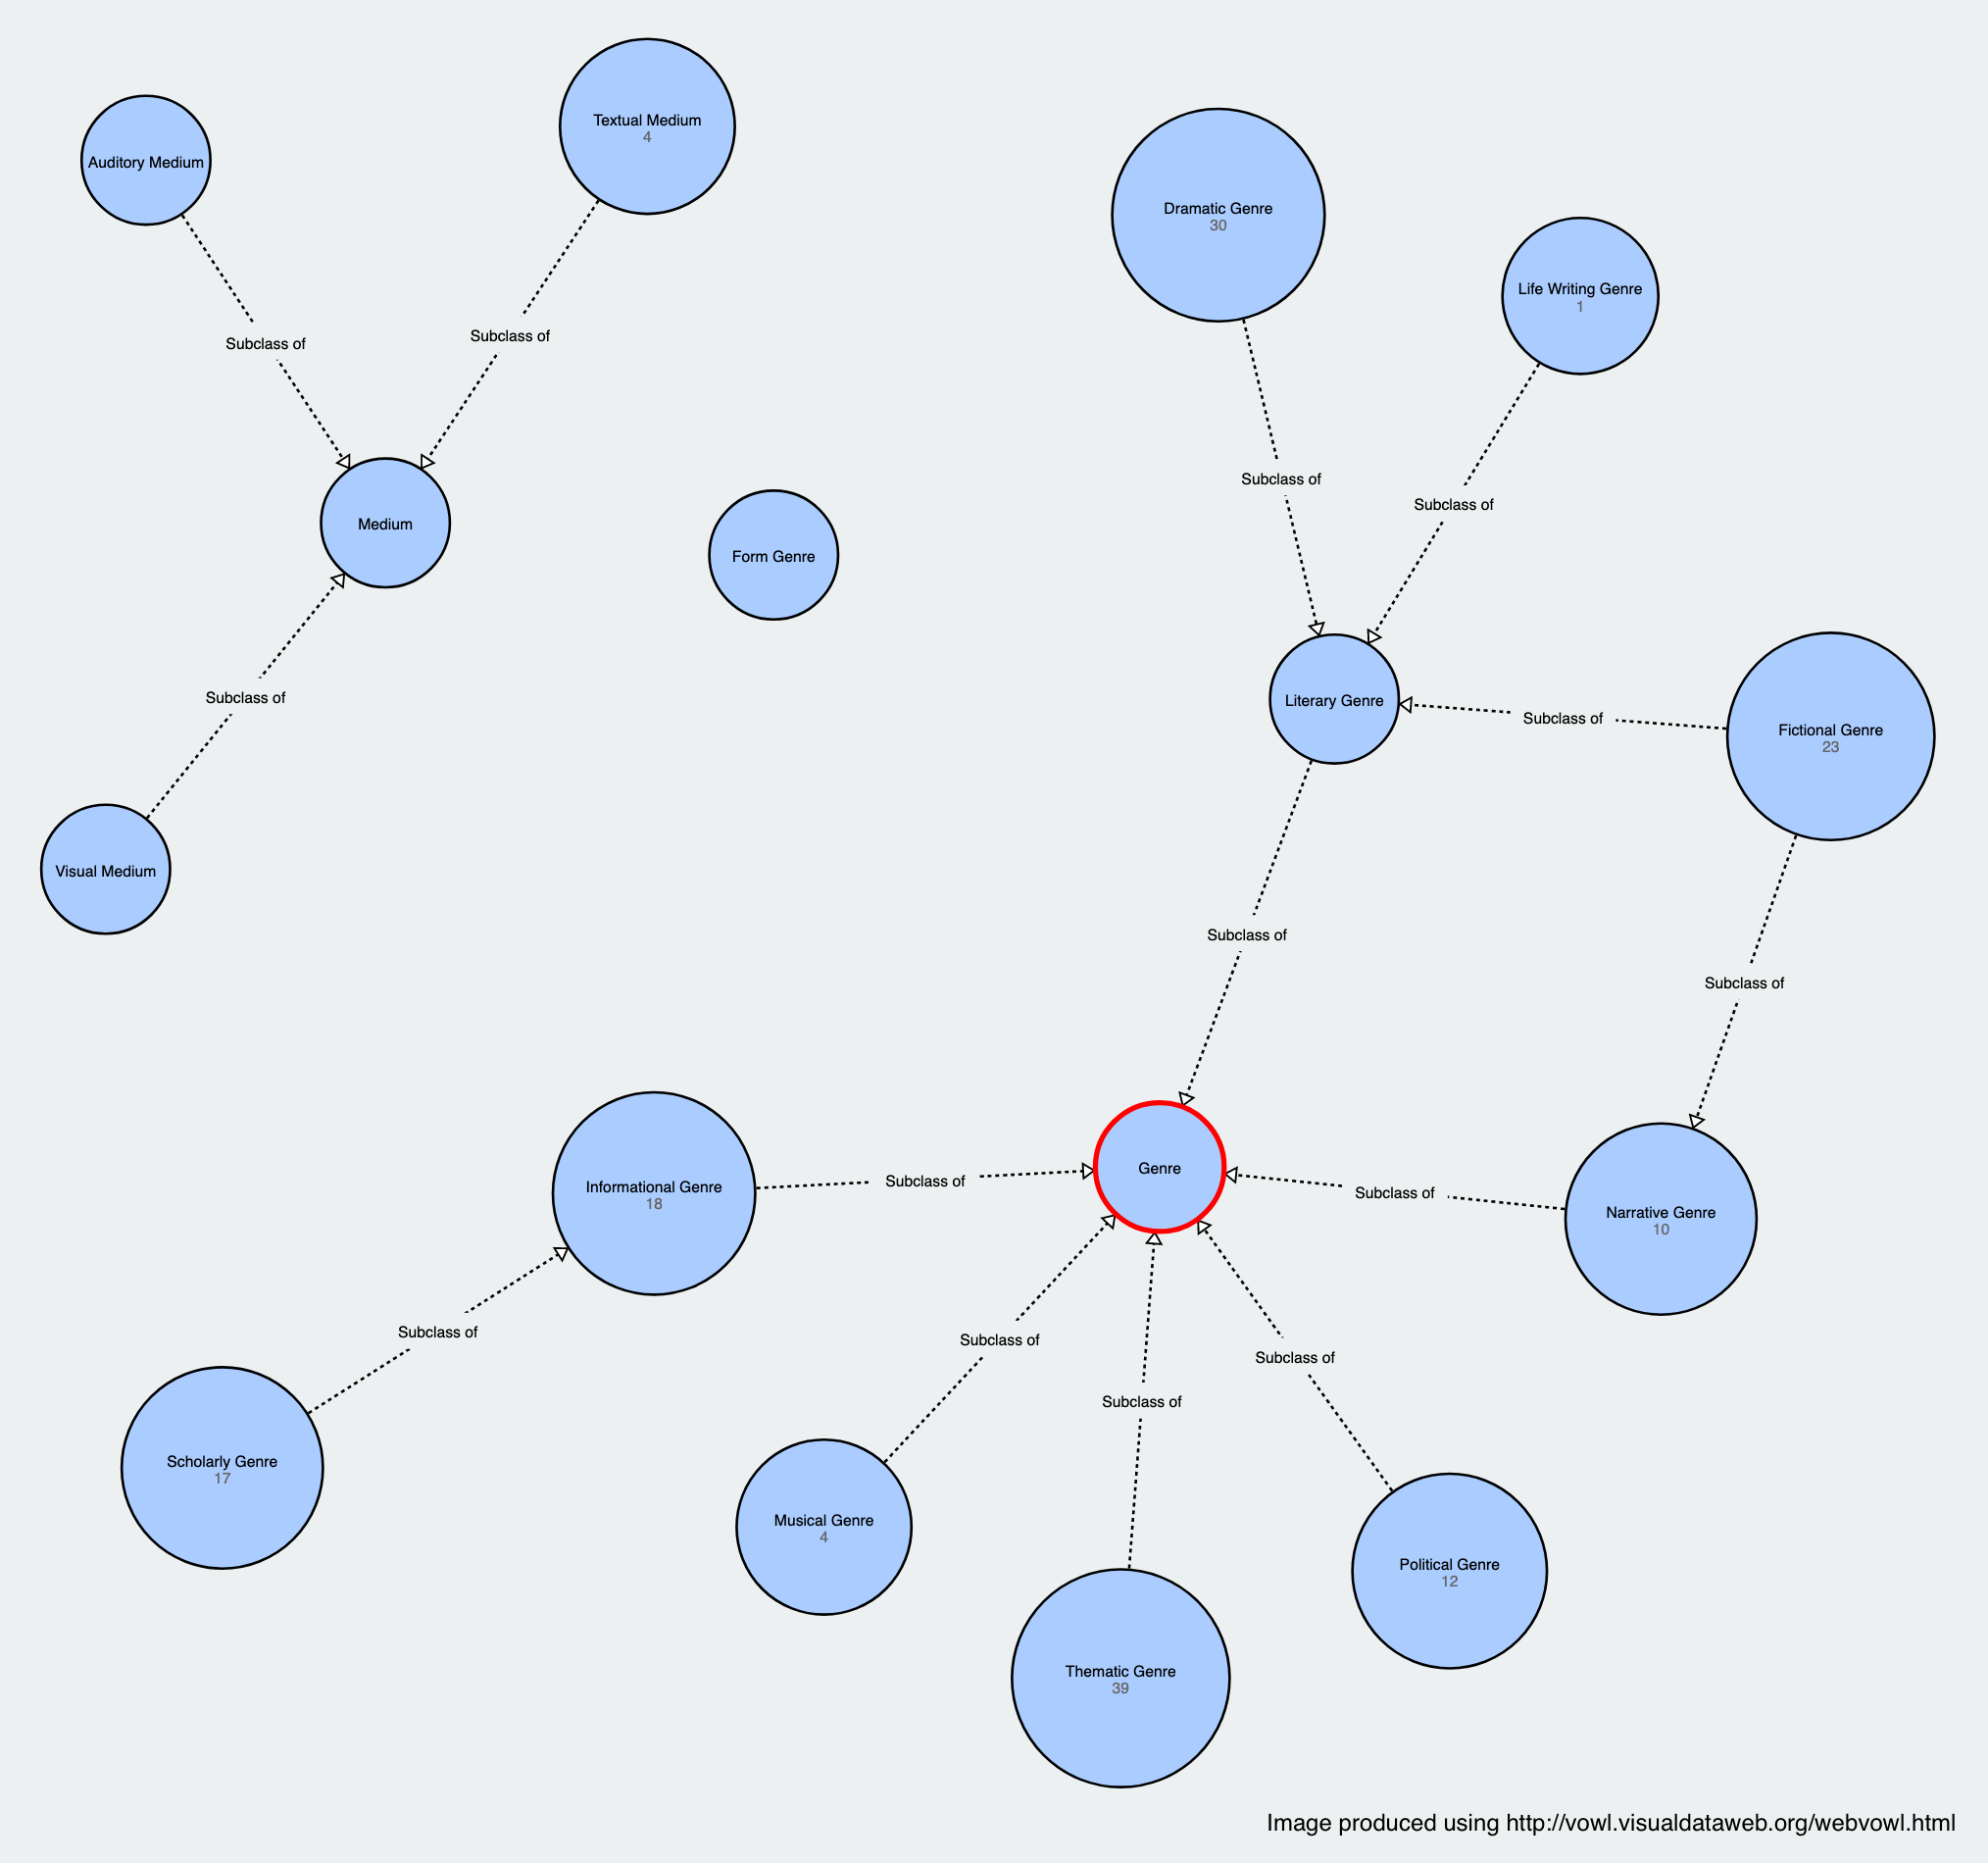 Textual Medium
4
Auditory Medium
Dramatic Genre
30
Life Writing Genre
1
Subclass of
Subclass of
Subclass of
Subclass of
Medium
Form Genre
Subclass of
Literary Genre
Subclass of
Fictional Genre
23
Visual Medium
Subclass of
Subclass of
Informational Genre
18
Subclass of
Genre
Subclass of
Narrative Genre
10
Subclass of
Subclass of
Subclass of
Subclass of
Scholarly Genre
17
Musical Genre
4
Political Genre
12
Thematic Genre
39
Image produced using http://vowl.visualdataweb.org/webvowl.html